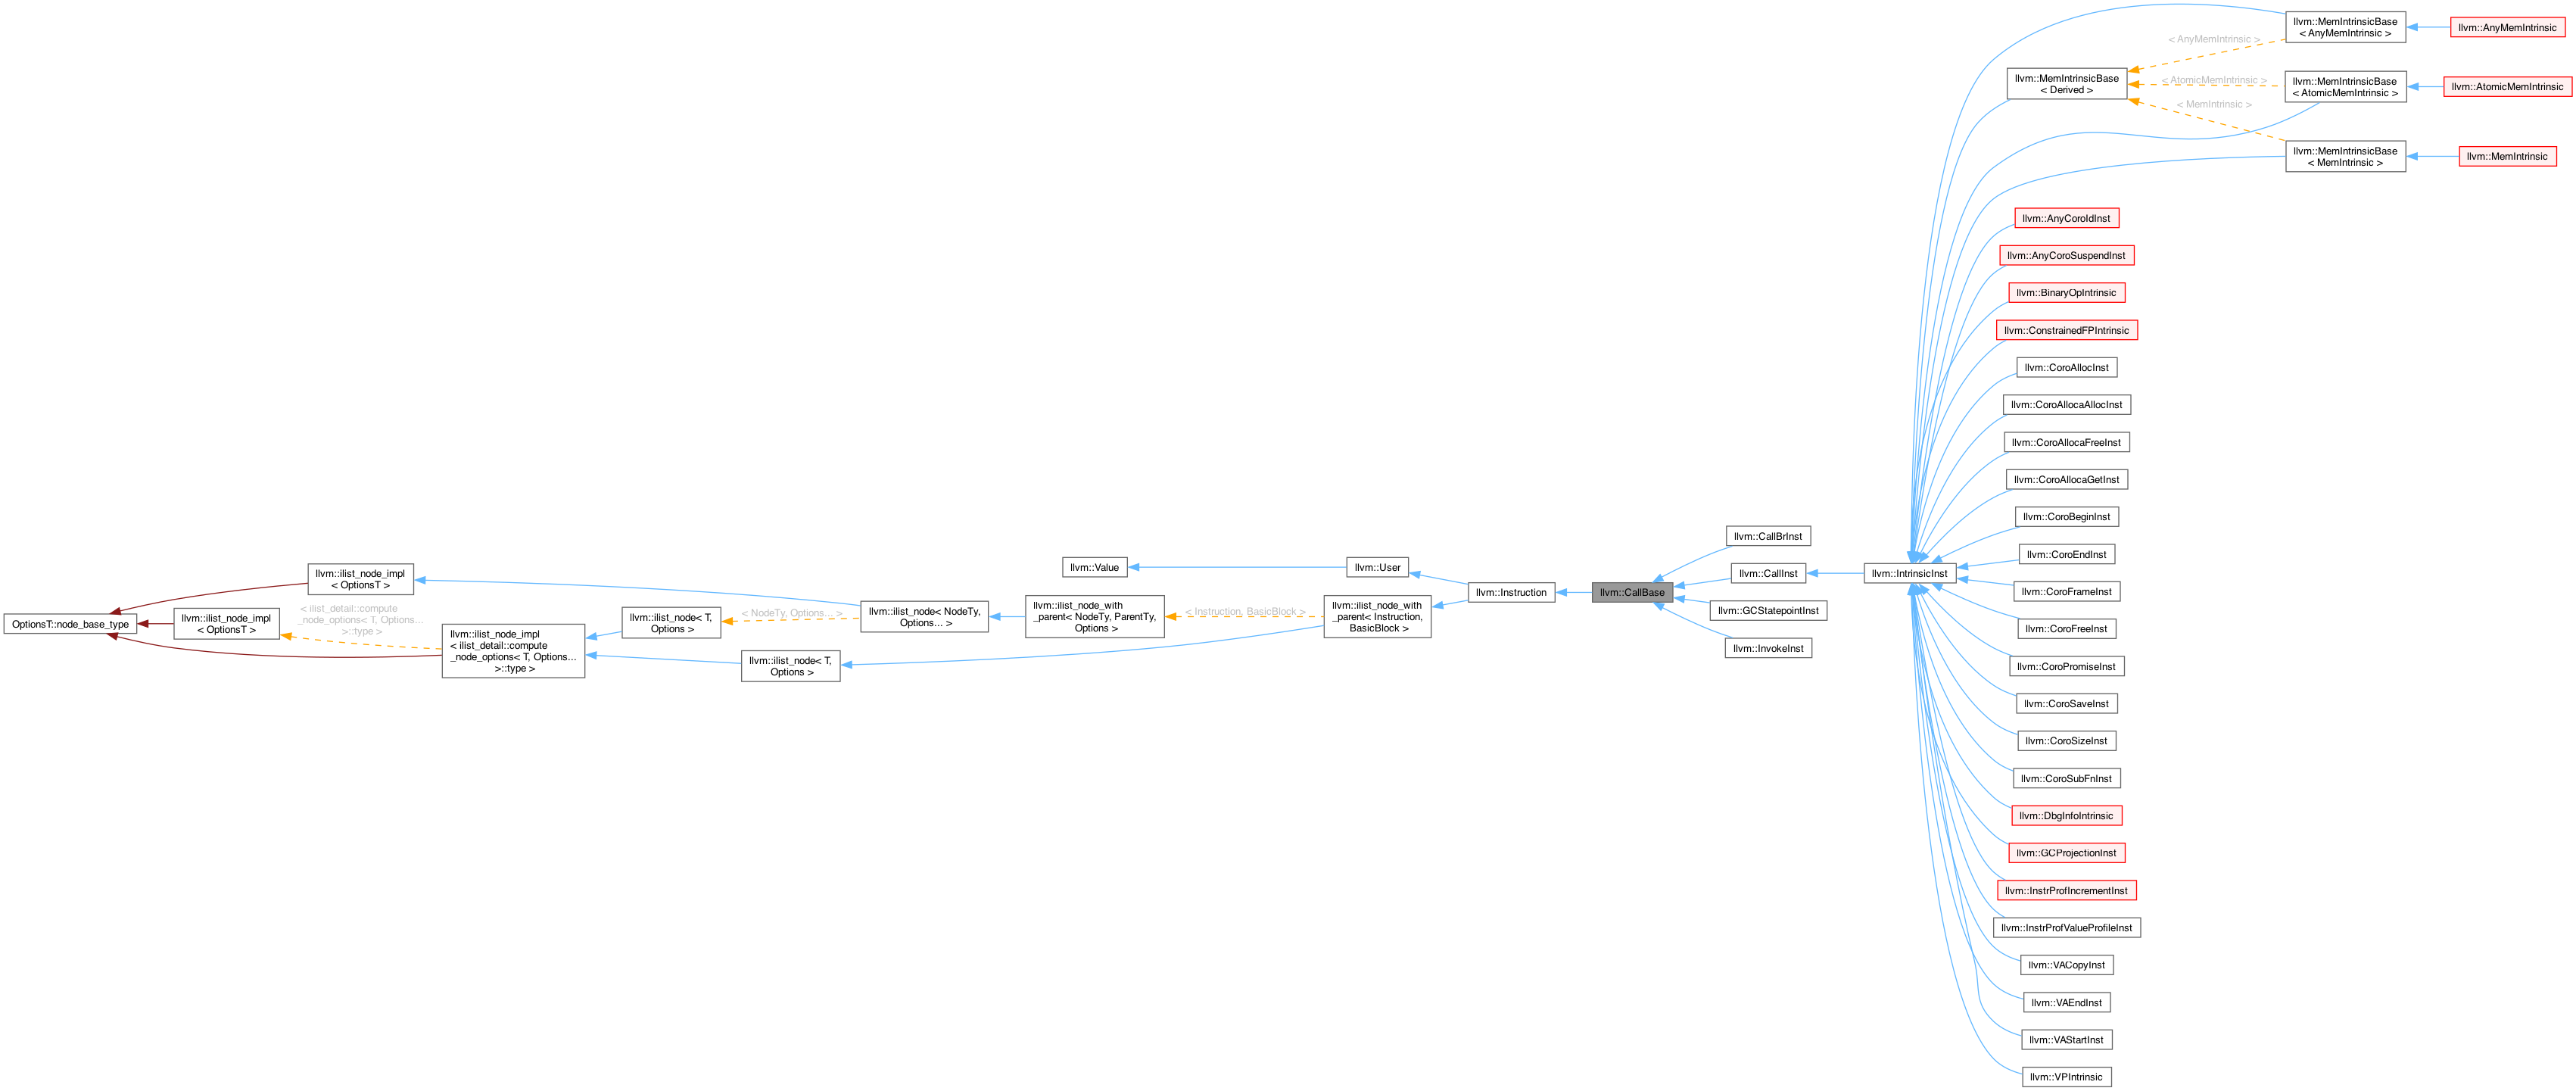 llvm::MemIntrinsicBase
< AnyMemIntrinsic >
llvm::AnyMemIntrinsic
< AnyMemIntrinsic >
llvm::MemIntrinsicBase
< Derived >
< AtomicMemIntrinsic >
llvm::MemIntrinsicBase
< AtomicMemIntrinsic >
llvm::AtomicMemIntrinsic
< MemIntrinsic >
llvm::MemIntrinsicBase
< MemIntrinsic >
llvm::MemIntrinsic
llvm::AnyCoroIdInst
llvm::AnyCoroSuspendInst
llvm::BinaryOpIntrinsic
llvm::ConstrainedFPIntrinsic
llvm::CoroAllocInst
llvm::CoroAllocaAllocInst
llvm::CoroAllocaFreeInst
llvm::CoroAllocaGetInst
llvm::CoroBeginInst
llvm::CoroEndInst
llvm::CoroFrameInst
llvm::CoroFreeInst
llvm::CoroPromiseInst
llvm::CoroSaveInst
llvm::CoroSizeInst
llvm::CoroSubFnInst
llvm::DbgInfoIntrinsic
llvm::GCProjectionInst
llvm::InstrProfIncrementInst
llvm::InstrProfValueProfileInst
llvm::VACopyInst
llvm::VAEndInst
llvm::VAStartInst
llvm::VPIntrinsic
llvm::IntrinsicInst
llvm::CallBrInst
llvm::CallInst
llvm::GCStatepointInst
llvm::InvokeInst
llvm::CallBase
llvm::Instruction
llvm::User
llvm::Value
llvm::ilist_node_with
_parent< Instruction,
BasicBlock >
< Instruction, BasicBlock >
llvm::ilist_node_with
_parent< NodeTy, ParentTy,
Options >
llvm::ilist_node< NodeTy,
Options... >
< NodeTy, Options... >
llvm::ilist_node< T,
Options >
llvm::ilist_node< T,
Options >
llvm::ilist_node_impl
< ilist_detail::compute
_node_options< T, Options...
>::type >
< ilist_detail::compute
_node_options< T, Options...
>::type >
llvm::ilist_node_impl
< OptionsT >
llvm::ilist_node_impl
< OptionsT >
OptionsT::node_base_type